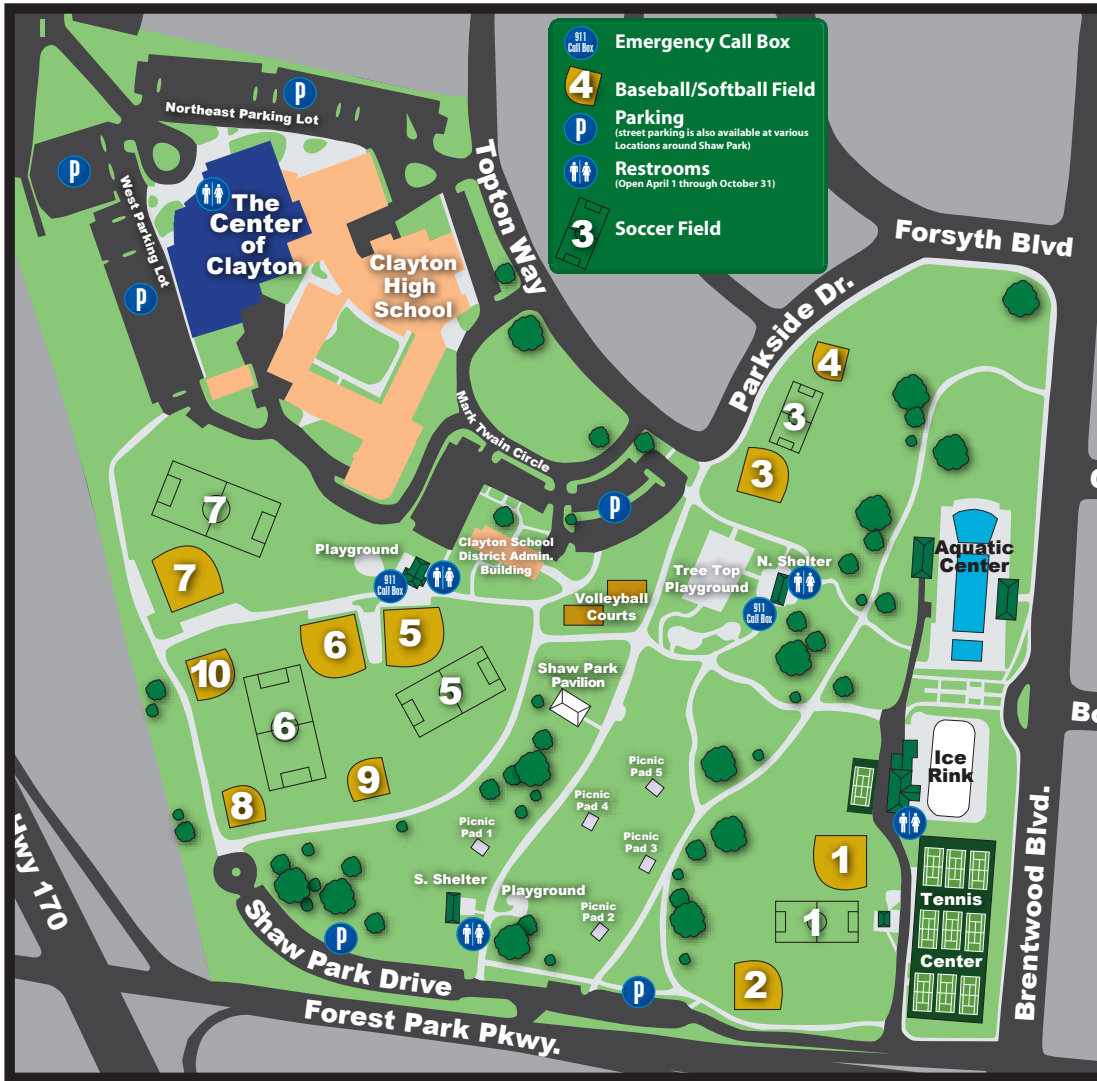 911
Call Box
Emergency Call Box
4
Baseball/Softball Field
P
Parking
(street parking is also available at various
Locations around Shaw Park)
Restrooms
(Open April 1 through October 31)
3
Soccer Field
P
Northeast Parking Lot
P
West Parking Lot
P
The
Center
of
Clayton
Clayton
High
School
Topton Way
Forsyth Blvd
Parkside Dr.
Mark Twain Circle
4
3
3
P
7
7
Playground
911
Call Box
Clayton School
District Admin.
Building
Volleyball
Courts
Tree Top
Playground
N. Shelter
911
Call Box
Aquatic
Center
6
5
10
6
5
Shaw Park
Pavilion
9
8
Picnic
Pad 5
Picnic
Pad 4
Picnic
Pad 1
Picnic
Pad 3
Picnic
Pad 2
Ice
Rink
1
1
2
Tennis
Center
S. Shelter
Playground
P
P
Hwy 170
Shaw Park Drive
Forest Park Pkwy.
Brentwood Blvd.